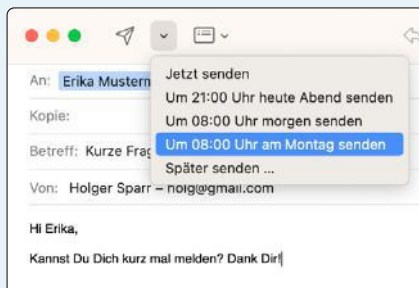 An: Erika Mustern
Kopie:
Betreff: Kurze Frag
Von: Holger Sparr – holg@gmail.com
Jetzt senden
Um 21:00 Uhr heute Abend senden
Um 08:00 Uhr morgen senden
Um 08:00 Uhr am Montag senden
Später senden ...
Hi Erika,
Kannst Du Dich kurz mal melden? Dank Dir!